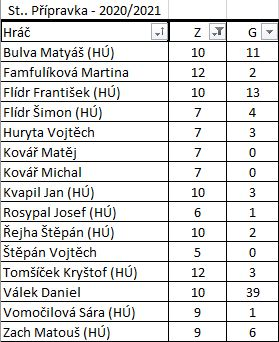 St.. Přípravka - 2020/2021
Hráč Z G
Bulva Matyáš (HÚ) 10 11
Famfulíková Martina 12 2
Flídr František (HÚ) 10 13
Flídr Šimon (HÚ) 7 4
Huryta Vojtěch 7 3
Kovář Matěj 7 0
Kovář Michal 7 0
Kvapil Jan (HÚ) 10 3
Rosypal Josef (HÚ) 6 1
Řejha Štěpán (HÚ) 10 2
Štěpán Vojtěch 5 0
Tomšíček Kryštof (HÚ) 12 3
Válek Daniel 10 39
Vomočilová Sára (HÚ) 9 1
Zach Matouš (HÚ) 9 6